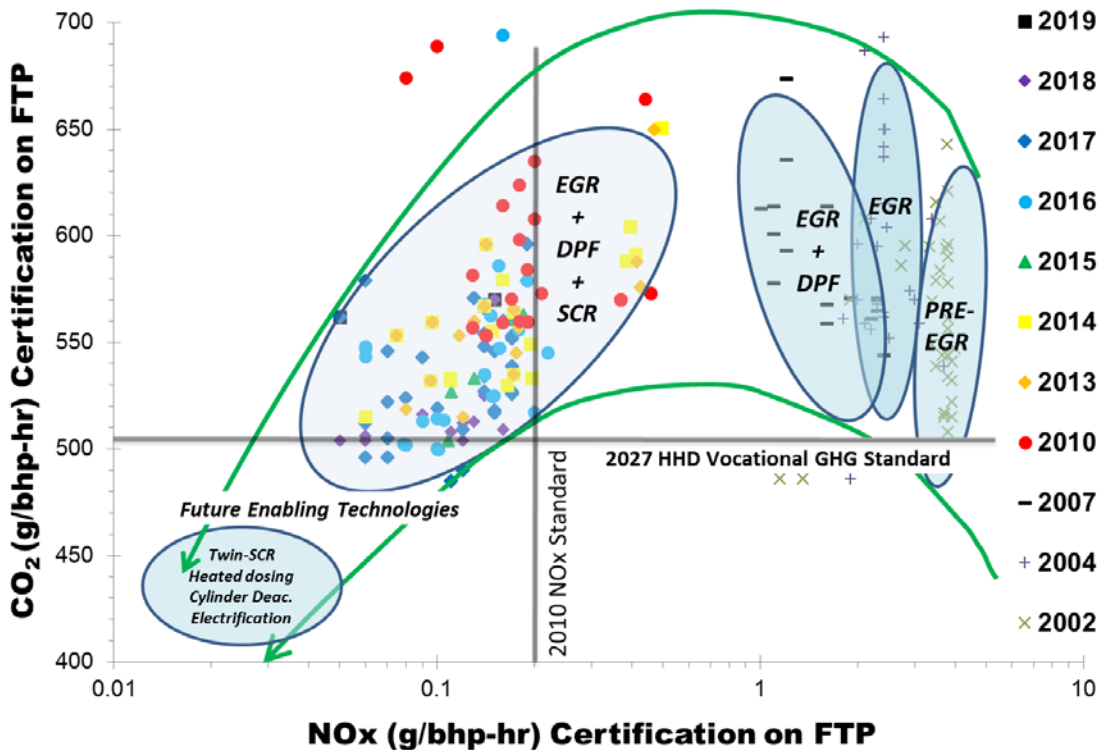 700
650
600
550
500
450
400
0.01
0.1
1
10
CO₂ (g/bhp-hr) Certification on FTP
NOx (g/bhp-hr) Certification on FTP
EGR
+
DPF
+
SCR
EGR
+
DPF
EGR
PRE-
EGR
2027 HHD Vocational GHG Standard
2010 NOx Standard
Future Enabling Technologies
Twin-SCR
Heated dosing
Cylinder Deac.
Electrification
2019
2018
2017
2016
2015
2014
2013
2010
2007
2004
2002